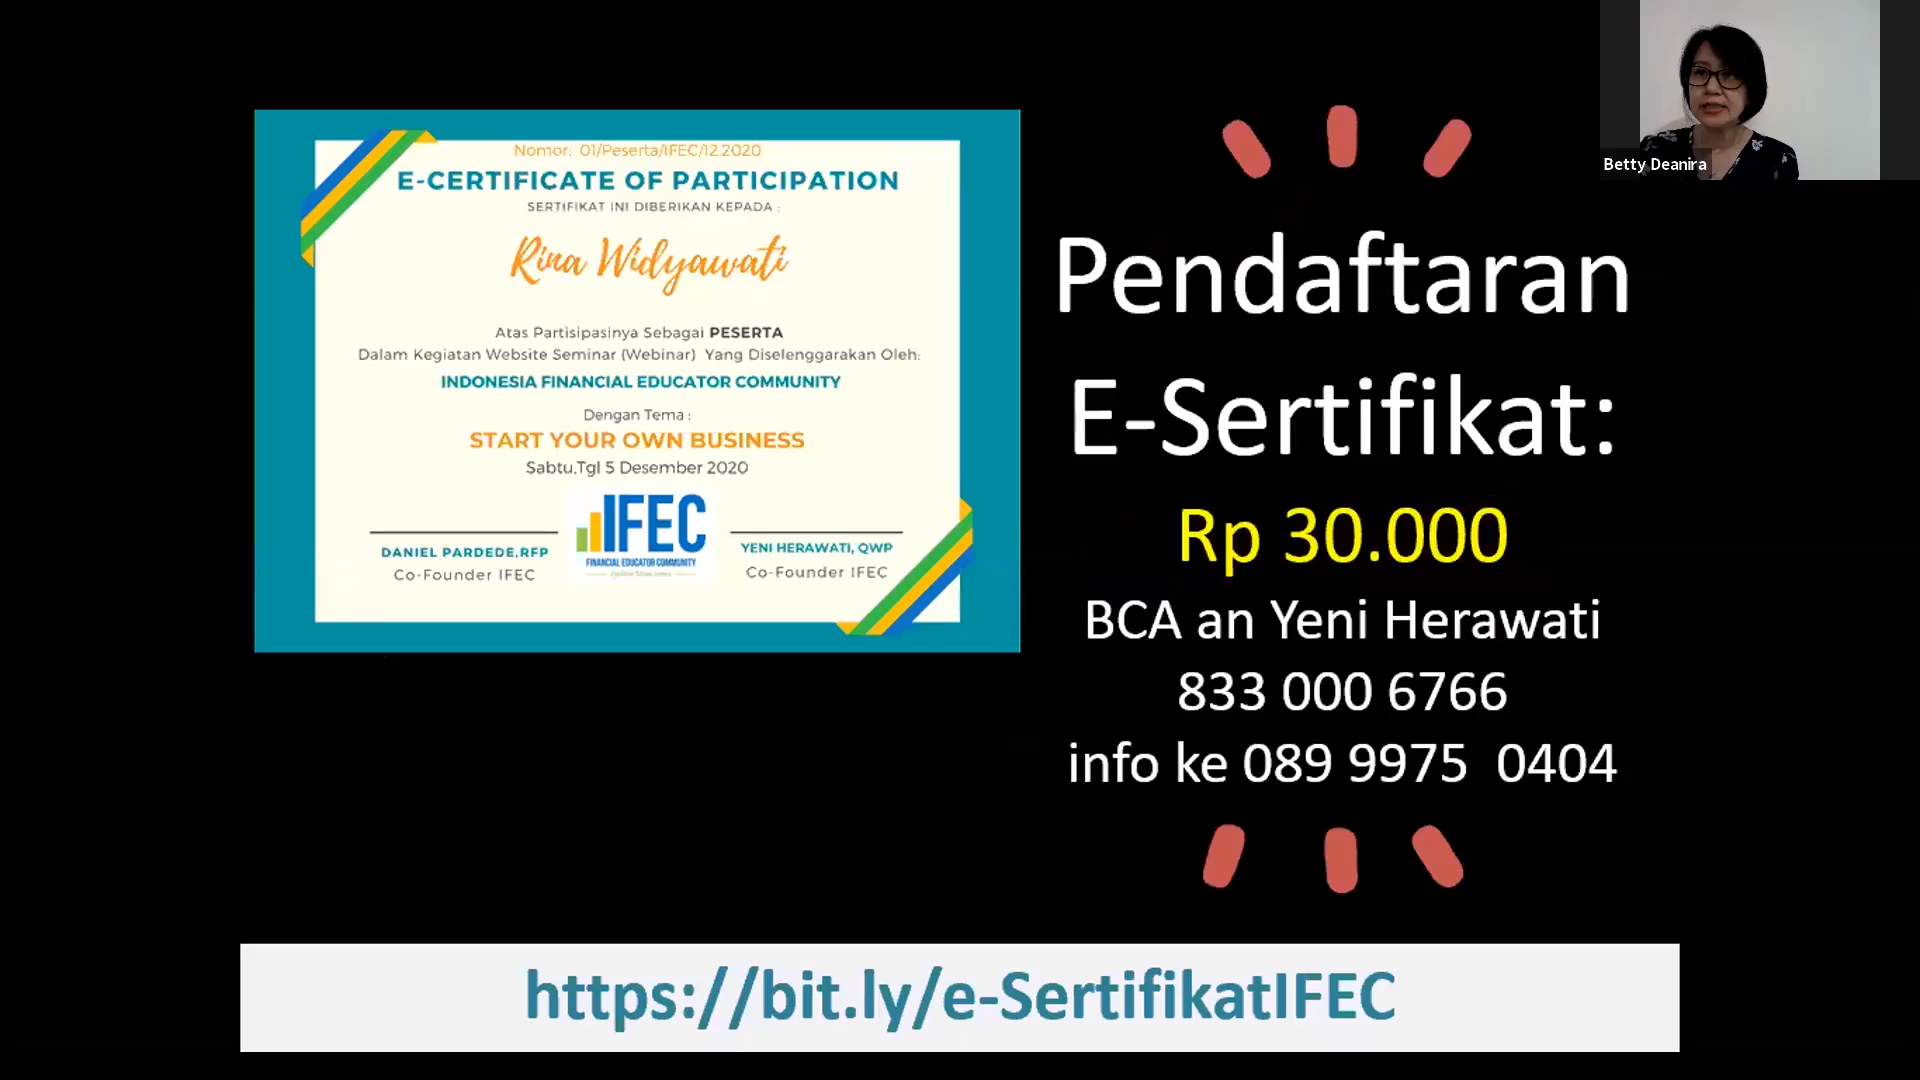 Nomor: 01/Peserta/IFEC/12.2020
E-CERTIFICATE OF PARTICIPATION
SERTIFIKAT INI DIBERIKAN KEPADA :
Rina Widyawati
Atas Partisipasinya Sebagai PESERTA
Dalam Kegiatan Website Seminar (Webinar) Yang Diselenggarakan Oleh:
INDONESIA FINANCIAL EDUCATOR COMMUNITY
Dengan Tema :
START YOUR OWN BUSINESS
Sabtu,Tgl 5 Desember 2020
IFEC
FINANCIAL EDUCATOR COMMUNITY
DANIEL PARDEDE,RFP
Co-Founder IFEC
YENI HERAWATI, QWP
Co-Founder IFEC
Betty Deanira
Pendaftaran
E-Sertifikat:
Rp 30.000
BCA an Yeni Herawati
833 000 6766
info ke 089 9975 0404
https://bit.ly/e-SertifikatIFEC